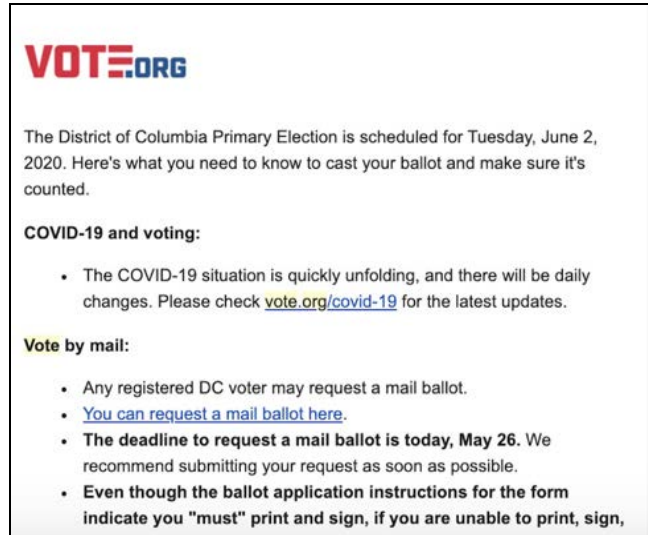 VOTE.ORG
The District of Columbia Primary Election is scheduled for Tuesday, June 2,
2020. Here's what you need to know to cast your ballot and make sure it's
counted.
COVID-19 and voting:
• The COVID-19 situation is quickly unfolding, and there will be daily
changes. Please check vote.org/covid-19 for the latest updates.
Vote by mail:
• Any registered DC voter may request a mail ballot.
• You can request a mail ballot here.
• The deadline to request a mail ballot is today, May 26. We
recommend submitting your request as soon as possible.
• Even though the ballot application instructions for the form
indicate you "must" print and sign, if you are unable to print, sign,